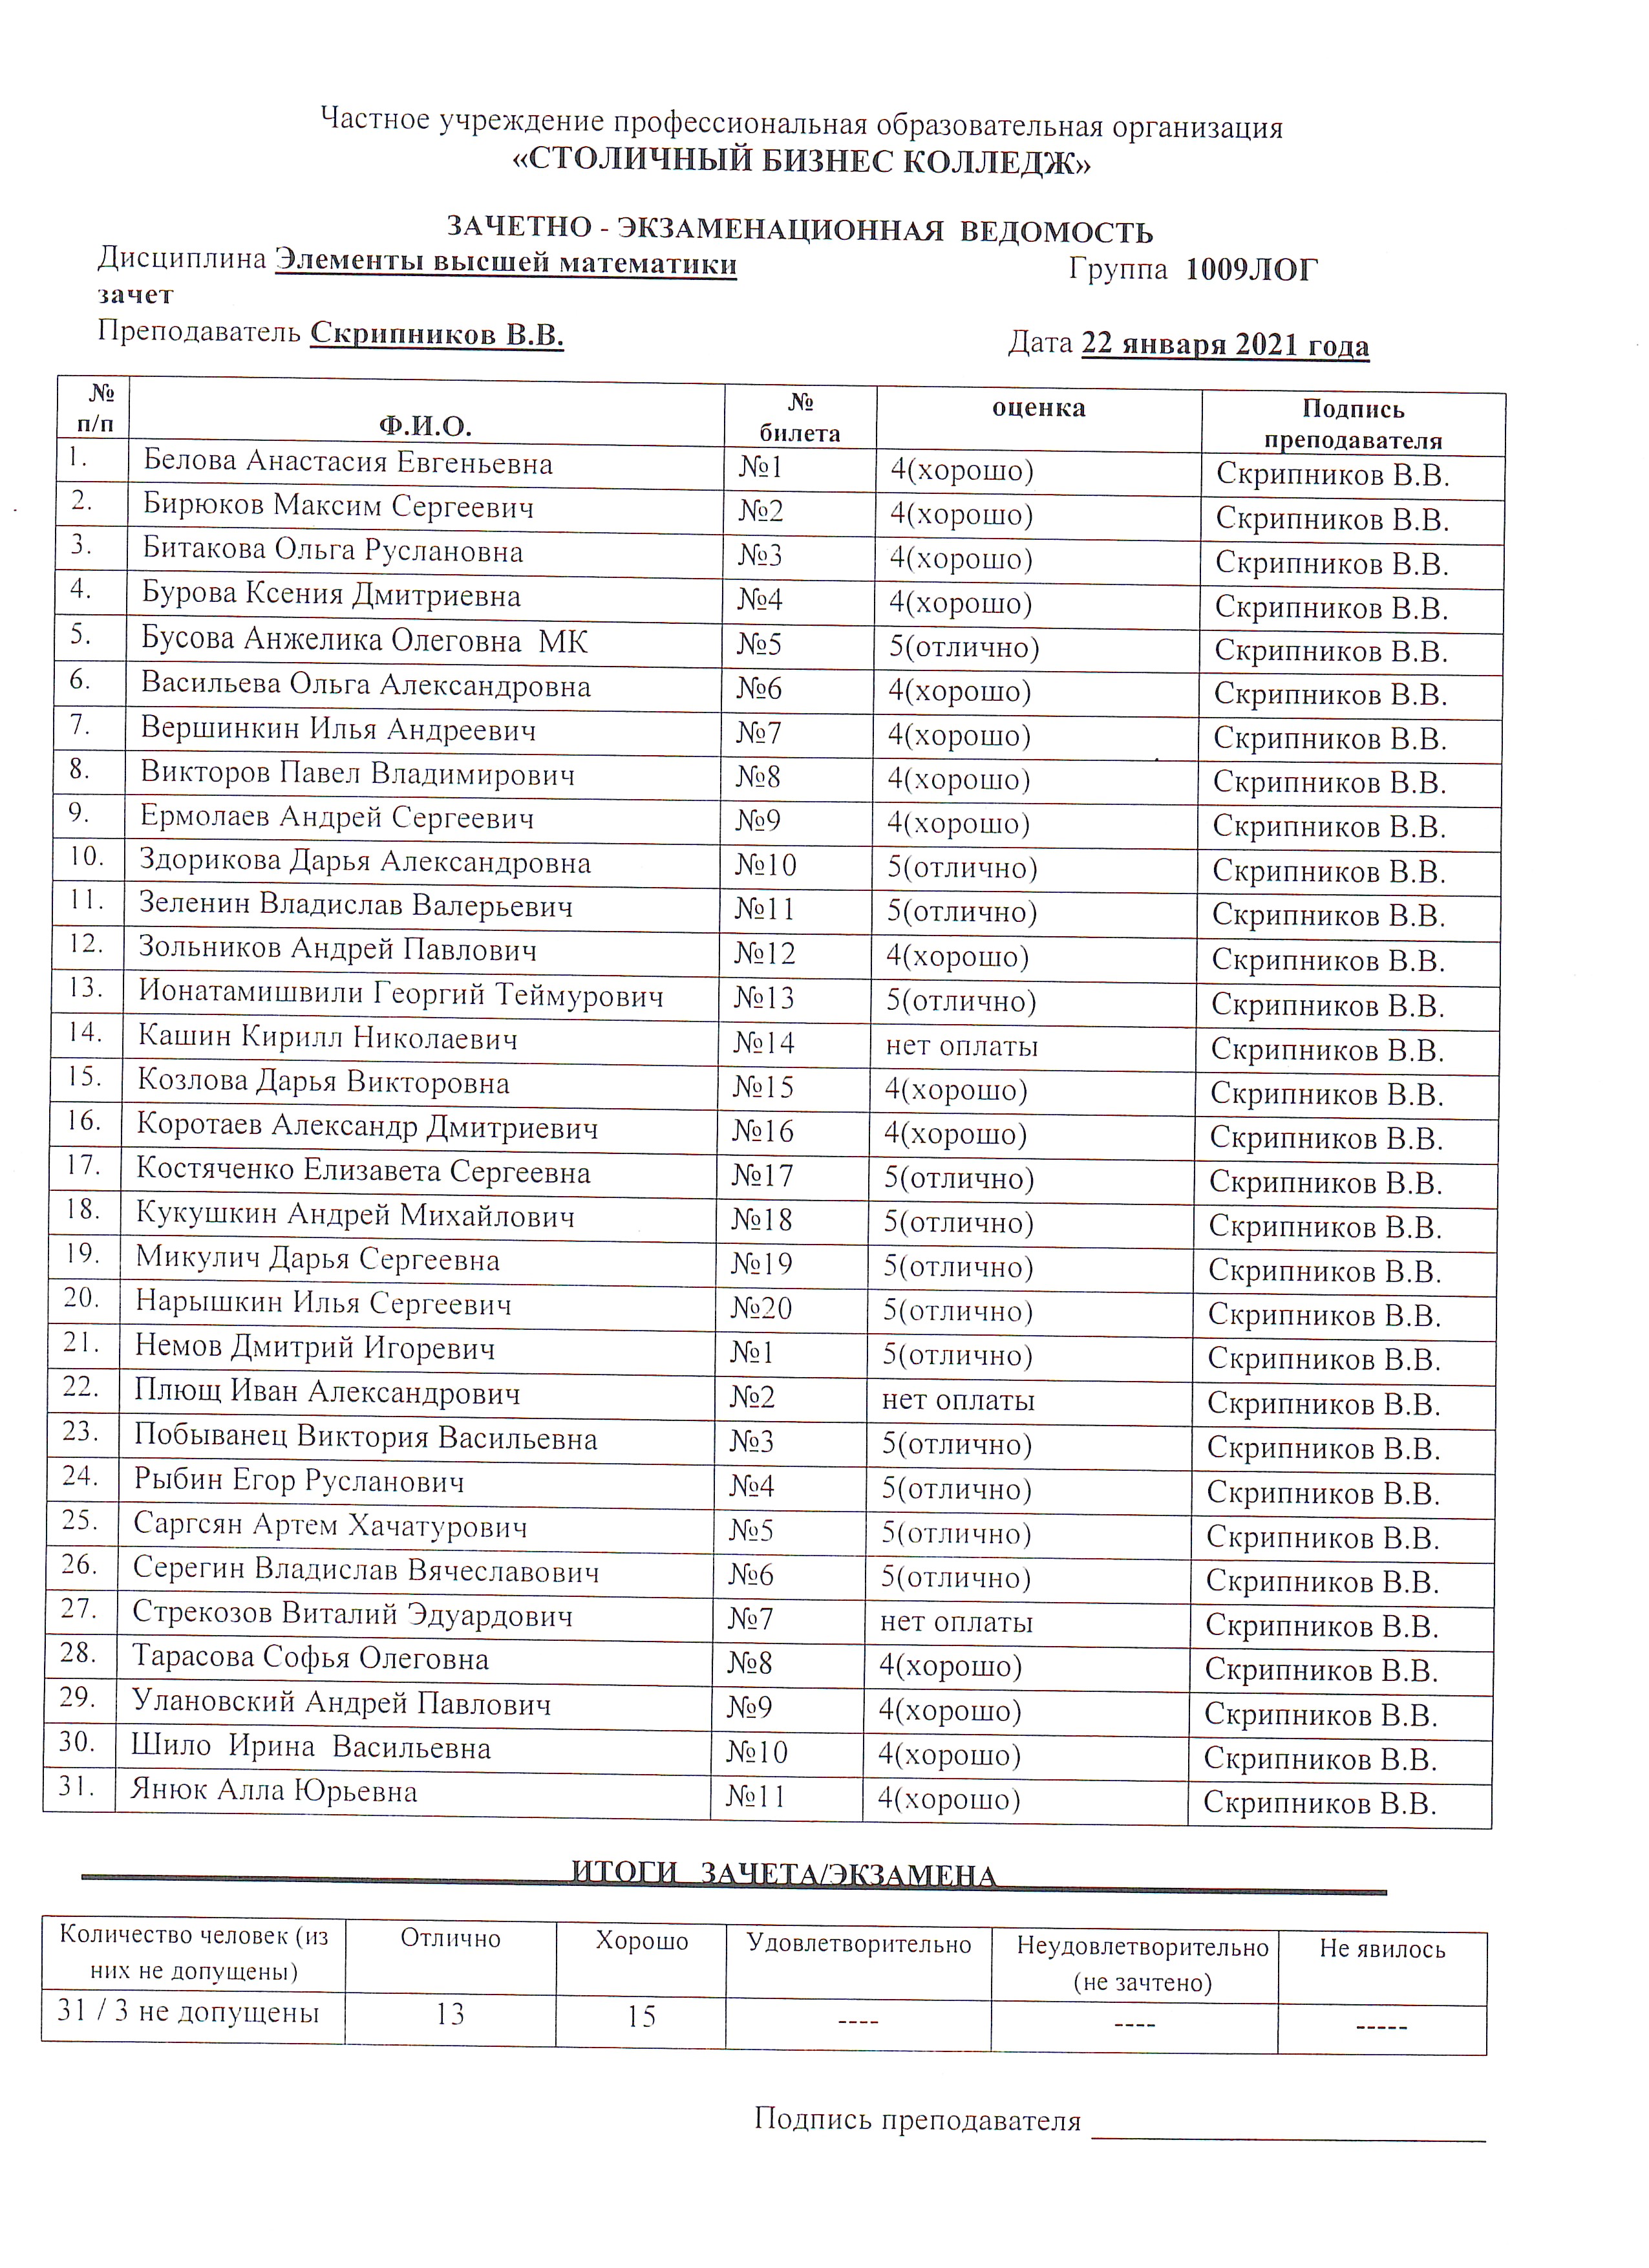 Частное учреждение профессиональная образовательная организация
«СТОЛИЧНЫЙ БИЗНЕС КОЛЛЕДЖ»
ЗАЧЕТНО - ЭКЗАМЕНАЦИОННАЯ ВЕДОМОСТЬ
Дисциплина Элементы высшей математики Группа 1009ЛОГ
зачет
Преподаватель Скрипников В.В. Дата 22 января 2021 года
№ п/п Ф.И.О. № билета оценка Подпись преподавателя
1. Белова Анастасия Евгеньевна №1 4(хорошо) Скрипников В.В.
2. Бирюков Максим Сергеевич №2 4(хорошо) Скрипников В.В.
3. Битакова Ольга Руслановна №3 4(хорошо) Скрипников В.В.
4. Бурова Ксения Дмитриевна №4 4(хорошо) Скрипников В.В.
5. Бусова Анжелика Олеговна МК №5 5(отлично) Скрипников В.В.
6. Васильева Ольга Александровна №6 4(хорошо) Скрипников В.В.
7. Вершинкин Илья Андреевич №7 4(хорошо) Скрипников В.В.
8. Викторов Павел Владимирович №8 4(хорошо) Скрипников В.В.
9. Ермолаев Андрей Сергеевич №9 4(хорошо) Скрипников В.В.
10. Здорикова Дарья Александровна №10 5(отлично) Скрипников В.В.
11. Зеленин Владислав Валерьевич №11 5(отлично) Скрипников В.В.
12. Зольников Андрей Павлович №12 4(хорошо) Скрипников В.В.
13. Ионатамишвили Георгий Теймурович №13 5(отлично) Скрипников В.В.
14. Кашин Кирилл Николаевич №14 нет оплаты Скрипников В.В.
15. Козлова Дарья Викторовна №15 4(хорошо) Скрипников В.В.
16. Коротаев Александр Дмитриевич №16 4(хорошо) Скрипников В.В.
17. Костяченко Елизавета Сергеевна №17 5(отлично) Скрипников В.В.
18. Кукушкин Андрей Михайлович №18 5(отлично) Скрипников В.В.
19. Микулич Дарья Сергеевна №19 5(отлично) Скрипников В.В.
20. Нарышкин Илья Сергеевич №20 5(отлично) Скрипников В.В.
21. Немов Дмитрий Игоревич №1 5(отлично) Скрипников В.В.
22. Плющ Иван Александрович №2 нет оплаты Скрипников В.В.
23. Побыванец Виктория Васильевна №3 5(отлично) Скрипников В.В.
24. Рыбин Егор Русланович №4 5(отлично) Скрипников В.В.
25. Саргсян Артем Хачатурович №5 5(отлично) Скрипников В.В.
26. Серегин Владислав Вячеславович №6 5(отлично) Скрипников В.В.
27. Стрекозов Виталий Эдуардович №7 нет оплаты Скрипников В.В.
28. Тарасова Софья Олеговна №8 4(хорошо) Скрипников В.В.
29. Улановский Андрей Павлович №9 4(хорошо) Скрипников В.В.
30. Шило Ирина Васильевна №10 4(хорошо) Скрипников В.В.
31. Янюк Алла Юрьевна №11 4(хорошо) Скрипников В.В.
ИТОГИ ЗАЧЕТА/ЭКЗАМЕНА
Количество человек (из них не допущены) Отлично Хорошо Удовлетворительно Неудовлетворительно (не зачтено) Не явилось
31 / 3 не допущены 13 15 ---- ---- -----
Подпись преподавателя